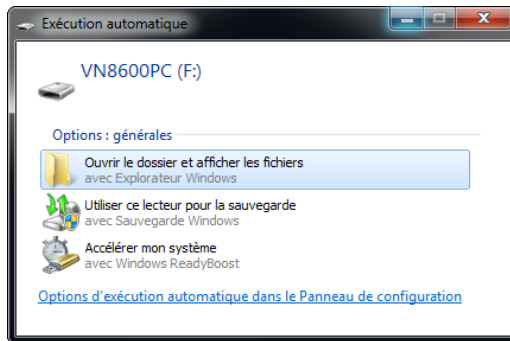 Exécution automatique
VN8600PC (F:)
Options : générales
Ouvrir le dossier et afficher les fichiers
avec Explorateur Windows
Utiliser ce lecteur pour la sauvegarde
avec Sauvegarde Windows
Accélérer mon système
avec Windows ReadyBoost
Options d'exécution automatique dans le Panneau de configuration